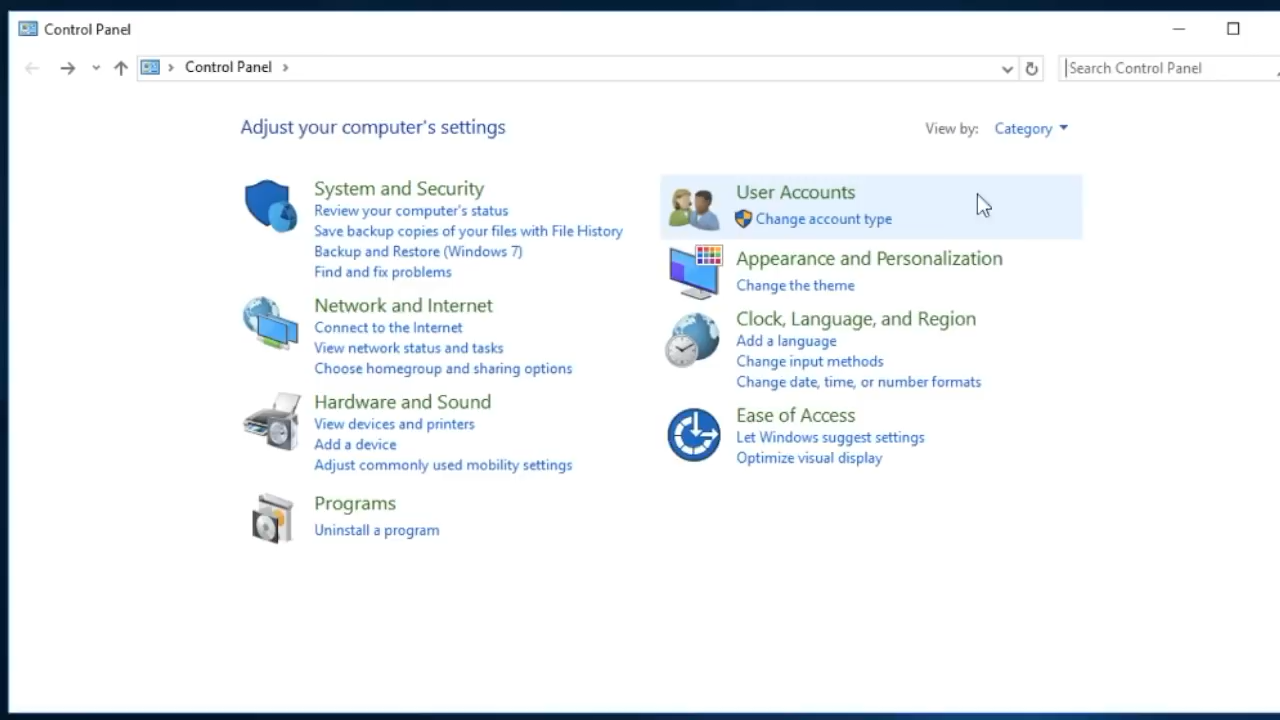 Control Panel
Control Panel
Search Control Panel
Adjust your computer's settings
View by: Category
System and Security
Review your computer's status
Save backup copies of your files with File History
Backup and Restore (Windows 7)
Find and fix problems
Network and Internet
Connect to the Internet
View network status and tasks
Choose homegroup and sharing options
Hardware and Sound
View devices and printers
Add a device
Adjust commonly used mobility settings
Programs
Uninstall a program
User Accounts
Change account type
Appearance and Personalization
Change the theme
Clock, Language, and Region
Add a language
Change input methods
Change date, time, or number formats
Ease of Access
Let Windows suggest settings
Optimize visual display